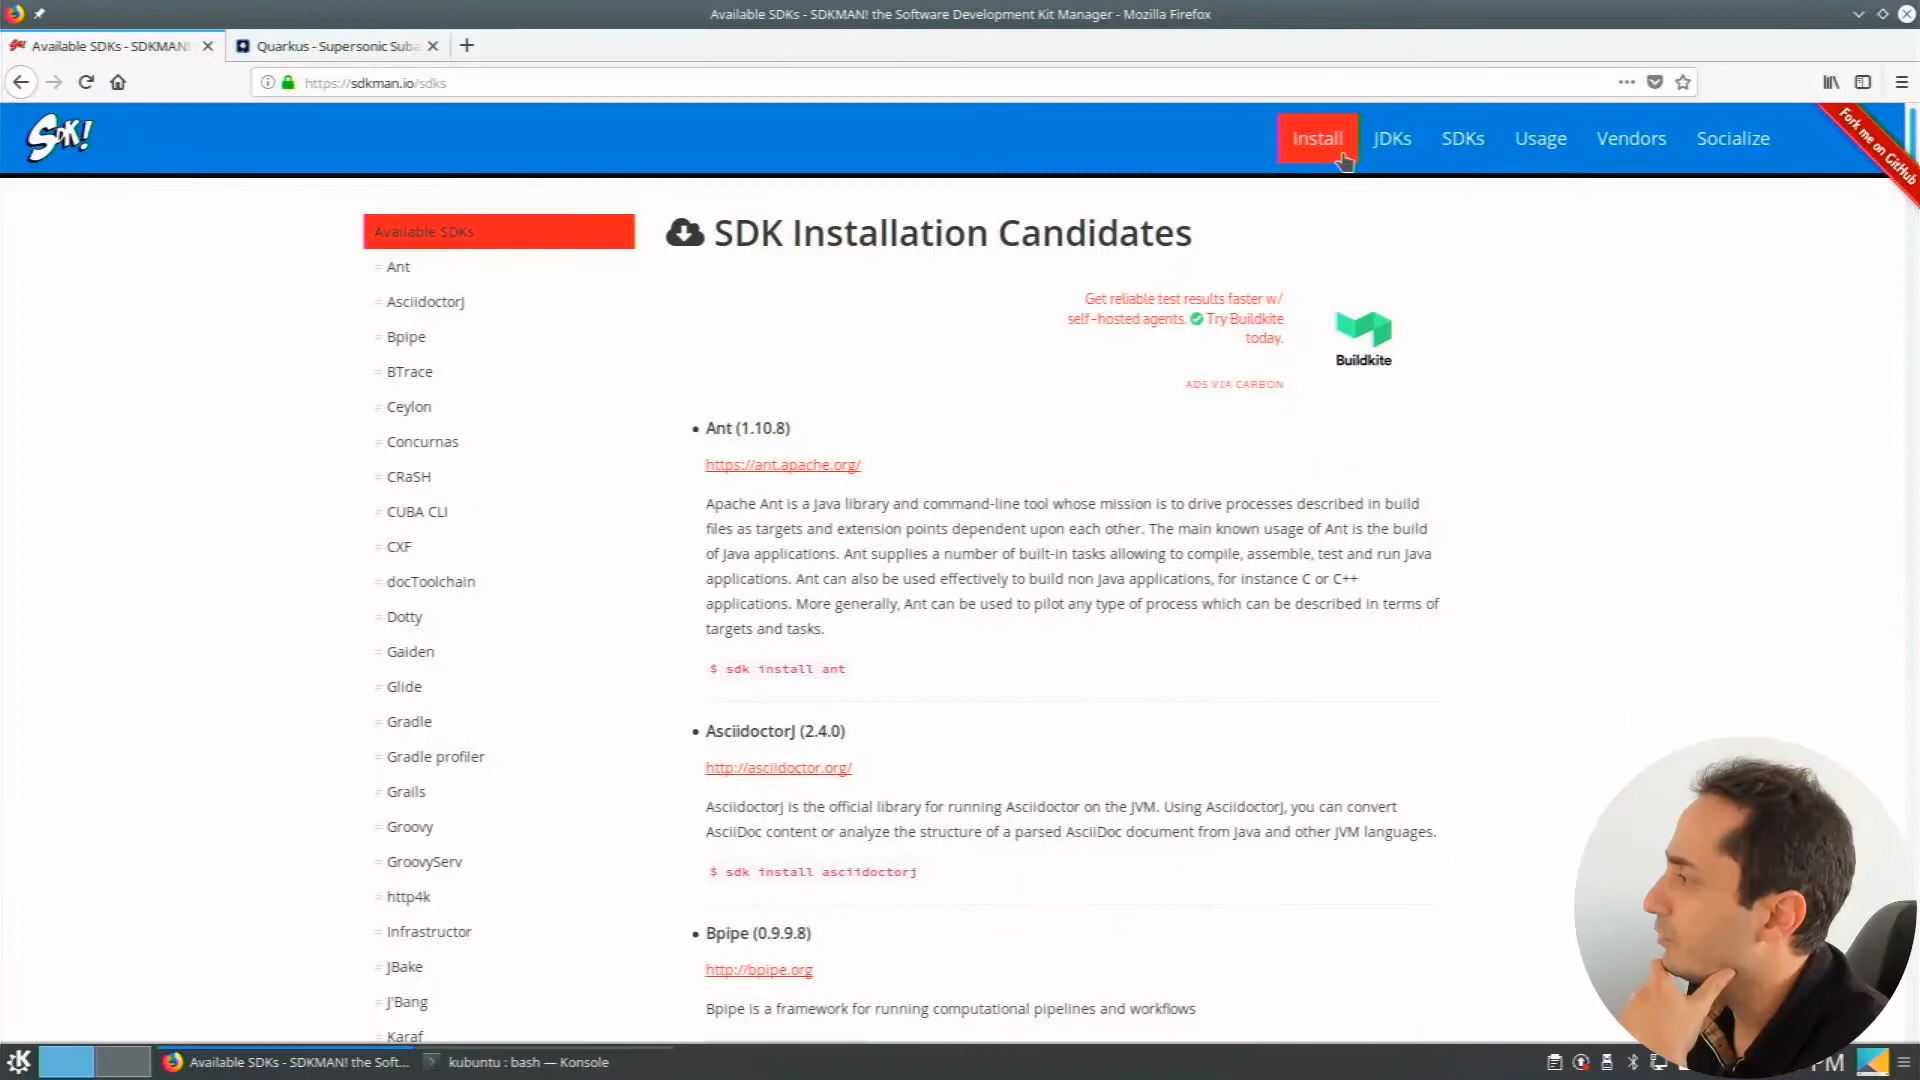 Available SDKs - SDKMAN! the Software Development Kit Manager - Mozilla Firefox
Available SDKs - SDKMAN!
Quarkus - Supersonic Suba
https://sdkman.io/sdks
SDK!
Install
JDKs
SDKs
Usage
Vendors
Socialize
Fork me on GitHub
Available SDKs
Ant
AsciidoctorJ
Bpipe
BTrace
Ceylon
Concurnas
CRaSH
CUBA CLI
CXF
docToolchain
Dotty
Gaiden
Glide
Gradle
Gradle profiler
Grails
Groovy
GroovyServ
http4k
Infrastructor
JBake
J'Bang
Karaf
SDK Installation Candidates
Get reliable test results faster w/
self-hosted agents. ✅ Try Buildkite
today.
Buildkite
ADS VIA CARBON
• Ant (1.10.8)
https://ant.apache.org/
Apache Ant is a Java library and command-line tool whose mission is to drive processes described in build
files as targets and extension points dependent upon each other. The main known usage of Ant is the build
of Java applications. Ant supplies a number of built-in tasks allowing to compile, assemble, test and run Java
applications. Ant can also be used effectively to build non Java applications, for instance C or C++
applications. More generally, Ant can be used to pilot any type of process which can be described in terms of
targets and tasks.
$ sdk install ant
• AsciidoctorJ (2.4.0)
http://asciidoctor.org/
AsciidoctorJ is the official library for running Asciidoctor on the JVM. Using AsciidoctorJ, you can convert
AsciiDoc content or analyze the structure of a parsed AsciiDoc document from Java and other JVM languages.
$ sdk install asciidoctorj
• Bpipe (0.9.9.8)
http://bpipe.org
Bpipe is a framework for running computational pipelines and workflows
Available SDKs - SDKMAN! the Soft...
kubuntu : bash — Konsole
PM